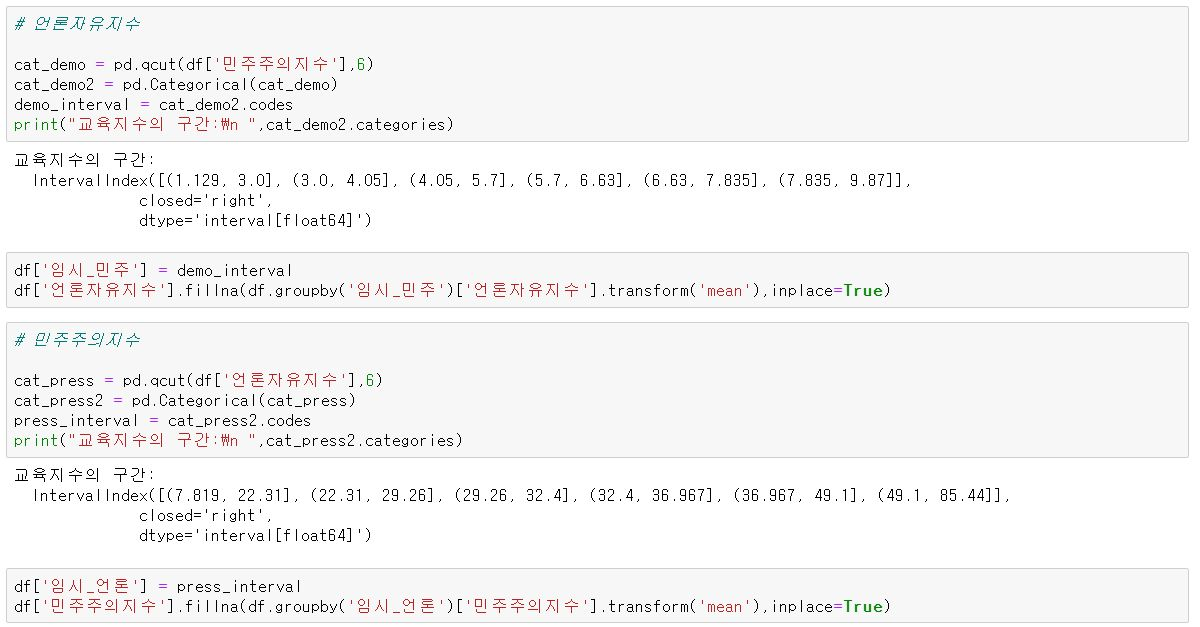 # 언론자유지수
cat_demo = pd.qcut(df['민주주의지수'],6)
cat_demo2 = pd.Categorical(cat_demo)
demo_interval = cat_demo2.codes
print("교육지수의 구간:₩n ",cat_demo2.categories)
교육지수의 구간:
IntervalIndex([(1.129, 3.0], (3.0, 4.05], (4.05, 5.7], (5.7, 6.63], (6.63, 7.835], (7.835, 9.87]],
closed='right',
dtype='interval[float64]')
df['임시_민주'] = demo_interval
df['언론자유지수'].fillna(df.groupby('임시_민주')['언론자유지수'].transform('mean'),inplace=True)
# 민주주의지수
cat_press = pd.qcut(df['언론자유지수'],6)
cat_press2 = pd.Categorical(cat_press)
press_interval = cat_press2.codes
print("교육지수의 구간:₩n ",cat_press2.categories)
교육지수의 구간:
IntervalIndex([(7.819, 22.31], (22.31, 29.26], (29.26, 32.4], (32.4, 36.967], (36.967, 49.1], (49.1, 85.44]],
closed='right',
dtype='interval[float64]')
df['임시_언론'] = press_interval
df['민주주의지수'].fillna(df.groupby('임시_언론')['민주주의지수'].transform('mean'),inplace=True)